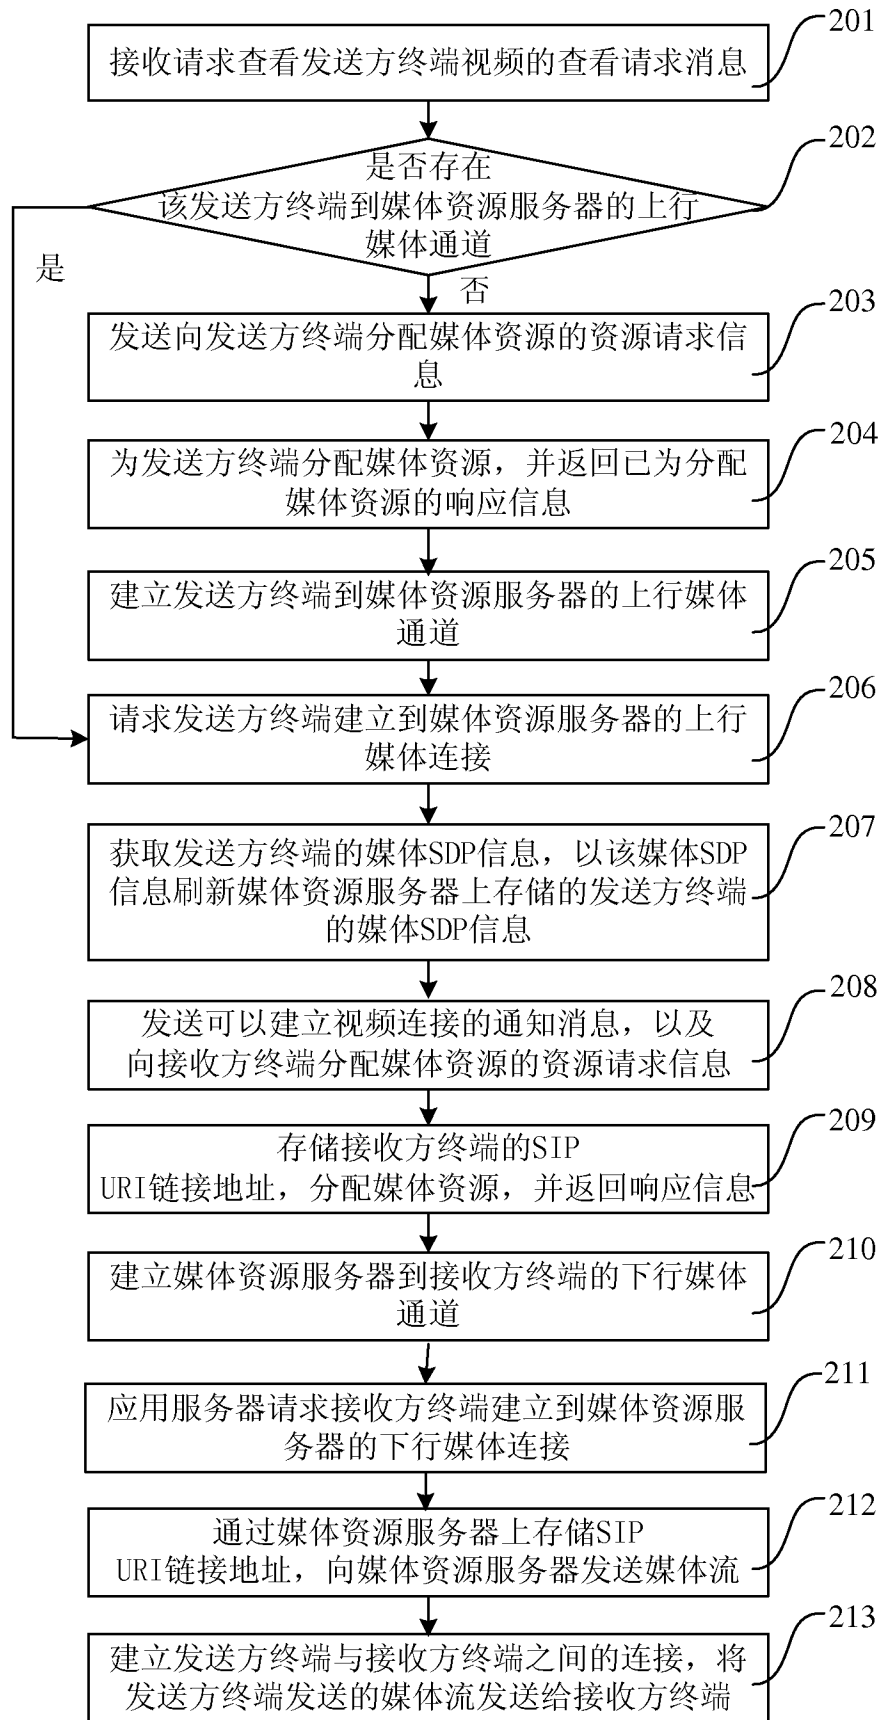 201
接收请求查看发送方终端视频的查看请求消息
202
是否存在
该发送方终端到媒体资源服务器的上行
媒体通道
是
否
203
发送向发送方终端分配媒体资源的资源请求信
息
204
为发送方终端分配媒体资源，并返回已为分配
媒体资源的响应信息
205
建立发送方终端到媒体资源服务器的上行媒体
通道
206
请求发送方终端建立到媒体资源服务器的上行
媒体连接
207
获取发送方终端的媒体SDP信息，以该媒体SDP
信息刷新媒体资源服务器上存储的发送方终端
的媒体SDP信息
208
发送可以建立视频连接的通知消息，以及
向接收方终端分配媒体资源的资源请求信息
209
存储接收方终端的SIP
URI链接地址，分配媒体资源，并返回响应信息
210
建立媒体资源服务器到接收方终端的下行媒体
通道
211
应用服务器请求接收方终端建立到媒体资源服
务器的下行媒体连接
212
通过媒体资源服务器上存储SIP
URI链接地址，向媒体资源服务器发送媒体流
213
建立发送方终端与接收方终端之间的连接，将
发送方终端发送的媒体流发送给接收方终端